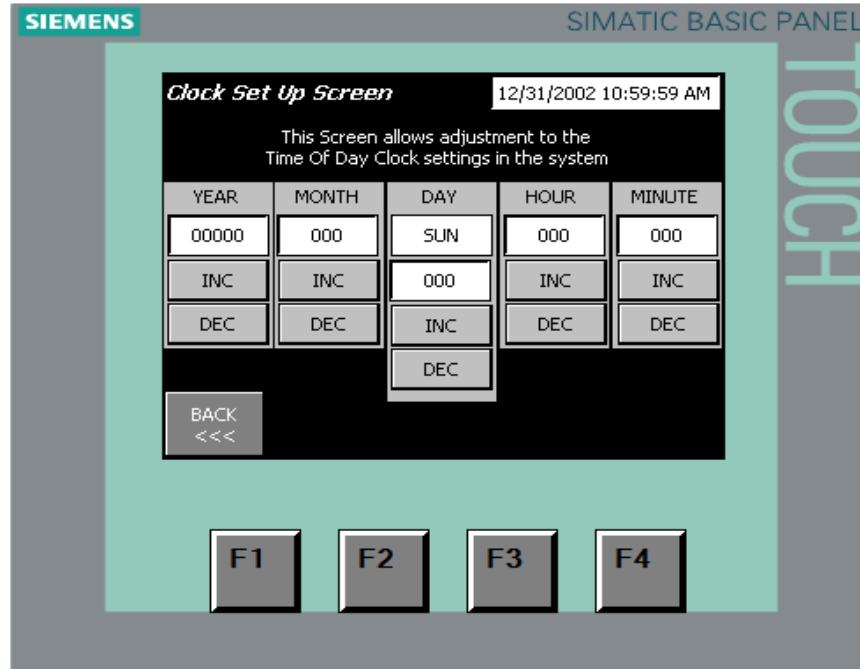 SIEMENS
SIMATIC BASIC PANEL
TOUCH
Clock Set Up Screen
12/31/2002 10:59:59 AM
This Screen allows adjustment to the
Time Of Day Clock settings in the system
YEAR MONTH DAY HOUR MINUTE
00000 000 SUN 000 000
INC INC 000 INC INC
DEC DEC INC DEC DEC
DEC
BACK
<<<
F1 F2 F3 F4